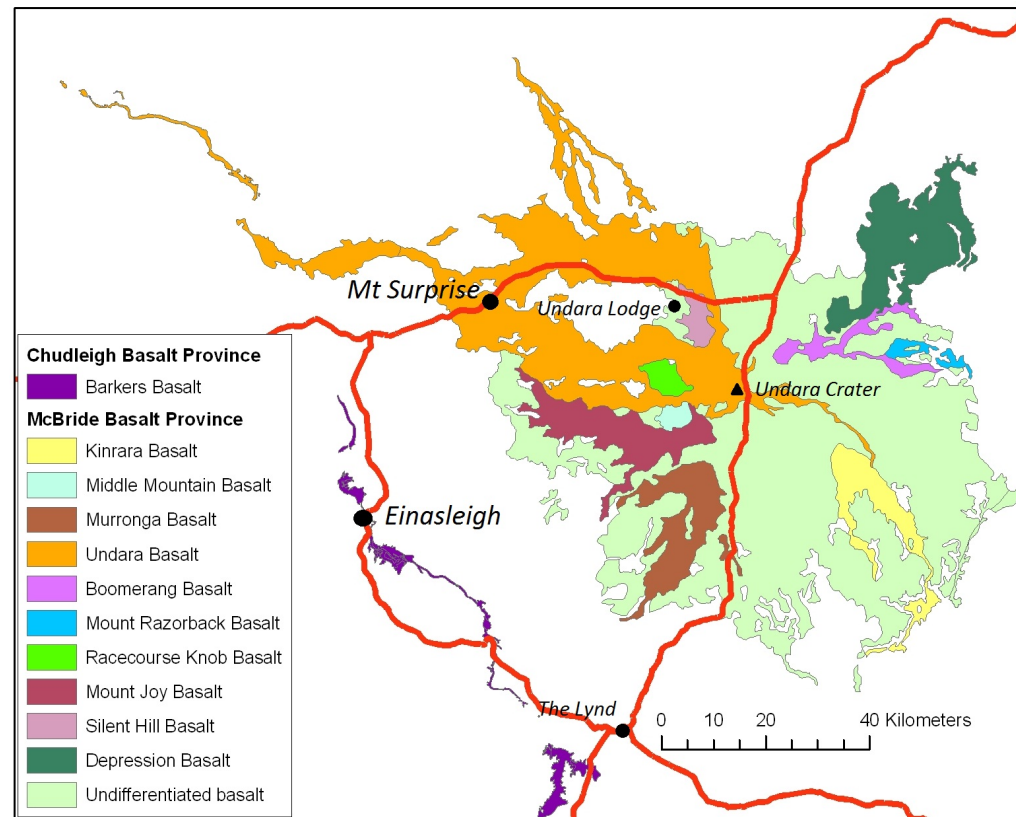 Mt Surprise
Undara Lodge
Undara Crater
Chudleigh Basalt Province
Barkers Basalt
McBride Basalt Province
Kinrara Basalt
Middle Mountain Basalt
Murronga Basalt
Undara Basalt
Boomerang Basalt
Mount Razorback Basalt
Racecourse Knob Basalt
Mount Joy Basalt
Silent Hill Basalt
Depression Basalt
Undifferentiated basalt
Einasleigh
The Lynd
0 10 20 40 Kilometers